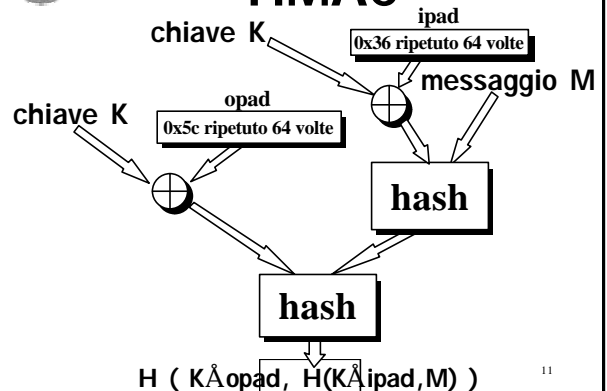 HMAC
ipad
chiave K
0x36 ripetuto 64 volte
messaggio M
opad
chiave K
0x5c ripetuto 64 volte
hash
hash
H ( KÅopad, H(KÅipad,M) )
11